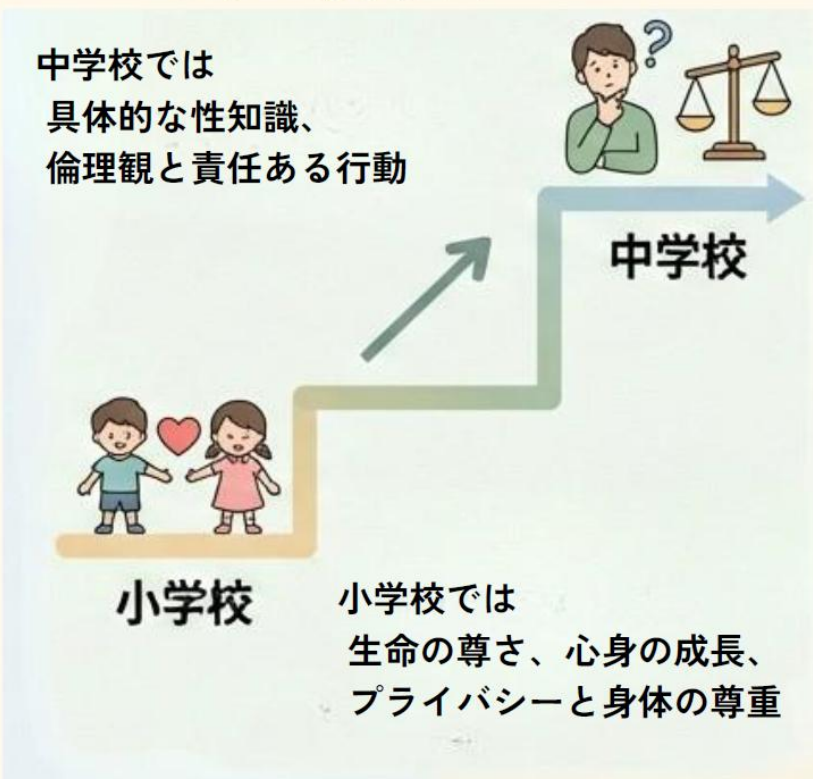 中学校では
具体的な性知識、
倫理観と責任ある行動
?
中学校
小学校
小学校では
生命の尊さ、心身の成長、
プライバシーと身体の尊重